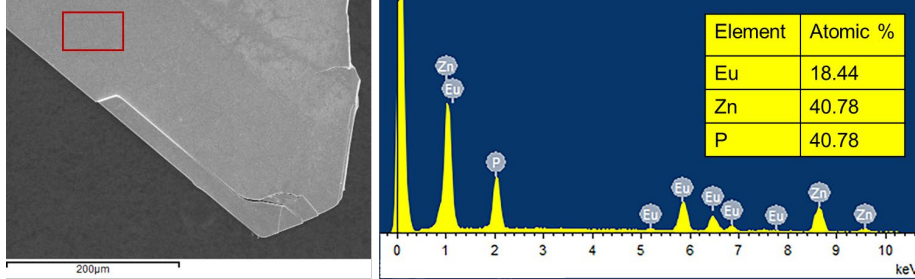 200μm
Element Atomic %
Eu 18.44
Zn 40.78
P 40.78
Zn
Eu
P
Eu
Eu
Eu
Eu
Eu
Zn
Zn
0 1 2 3 4 5 6 7 8 9 10
keV